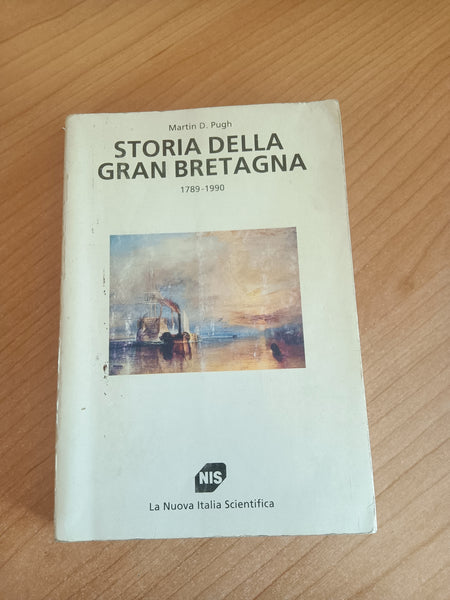 Martin D. Pugh
STORIA DELLA
GRAN BRETAGNA
1789-1990
NIS
La Nuova Italia Scientifica